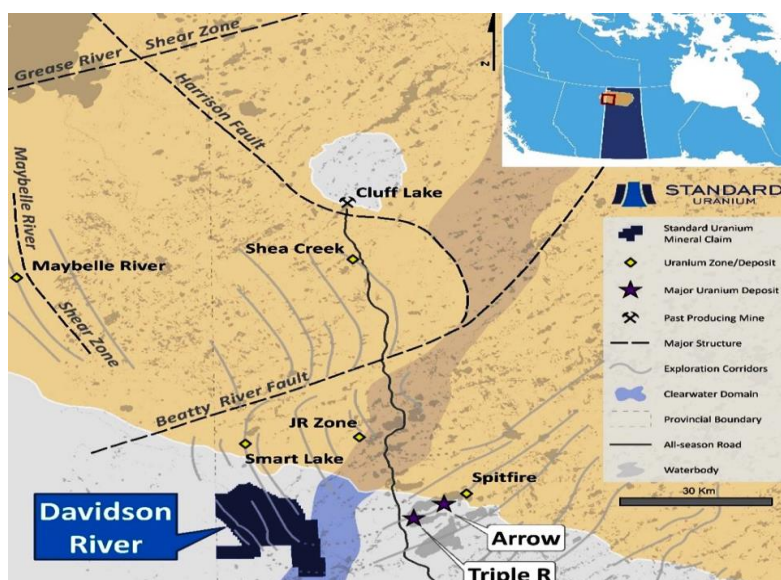 Grease River Shear Zone
Harrison Fault
Z
Cluff Lake
Shea Creek
Maybelle River
Maybelle River
Shear Zone
Beatty River Fault
JR Zone
Smart Lake
Spitfire
Davidson
River
Arrow
Triple R
STANDARD
URANIUM
Standard Uranium
Mineral Claim
Uranium Zone/Deposit
Major Uranium Deposit
Past Producing Mine
Major Structure
Exploration Corridors
Clearwater Domain
Provincial Boundary
All-season Road
Waterbody
30 Km